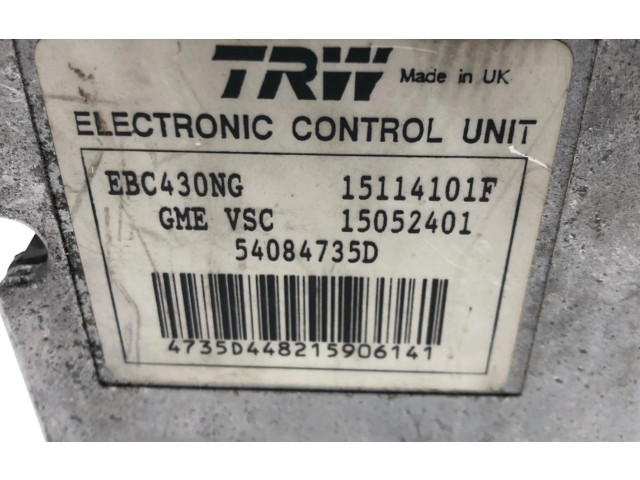 TRW Made in UK
ELECTRONIC CONTROL UNIT
EBC430NG 15114101F
GME VSC 15052401
54084735D
4735D448215906141